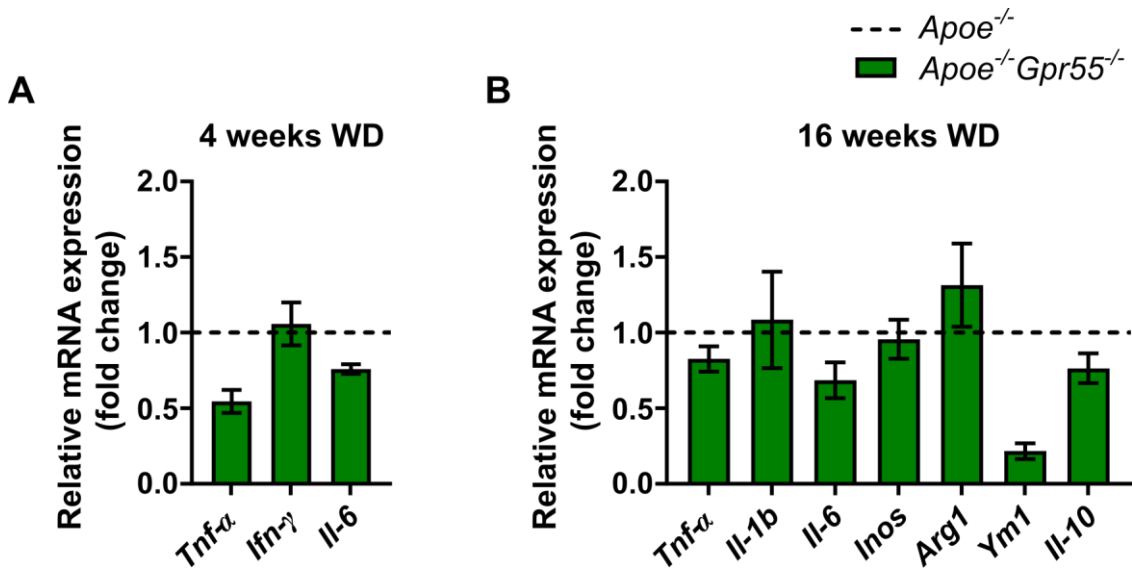 Apoe-/-
Apoe-/-Gpr55-/-
A
B
4 weeks WD
16 weeks WD
Relative mRNA expression
(fold change)
2.0
1.5
1.0
0.5
0.0
Tnf-α
Ifn-γ
Il-6
Relative mRNA expression
(fold change)
2.0
1.5
1.0
0.5
0.0
Tnf-α
Il-1b
Il-6
Inos
Arg1
Ym1
Il-10